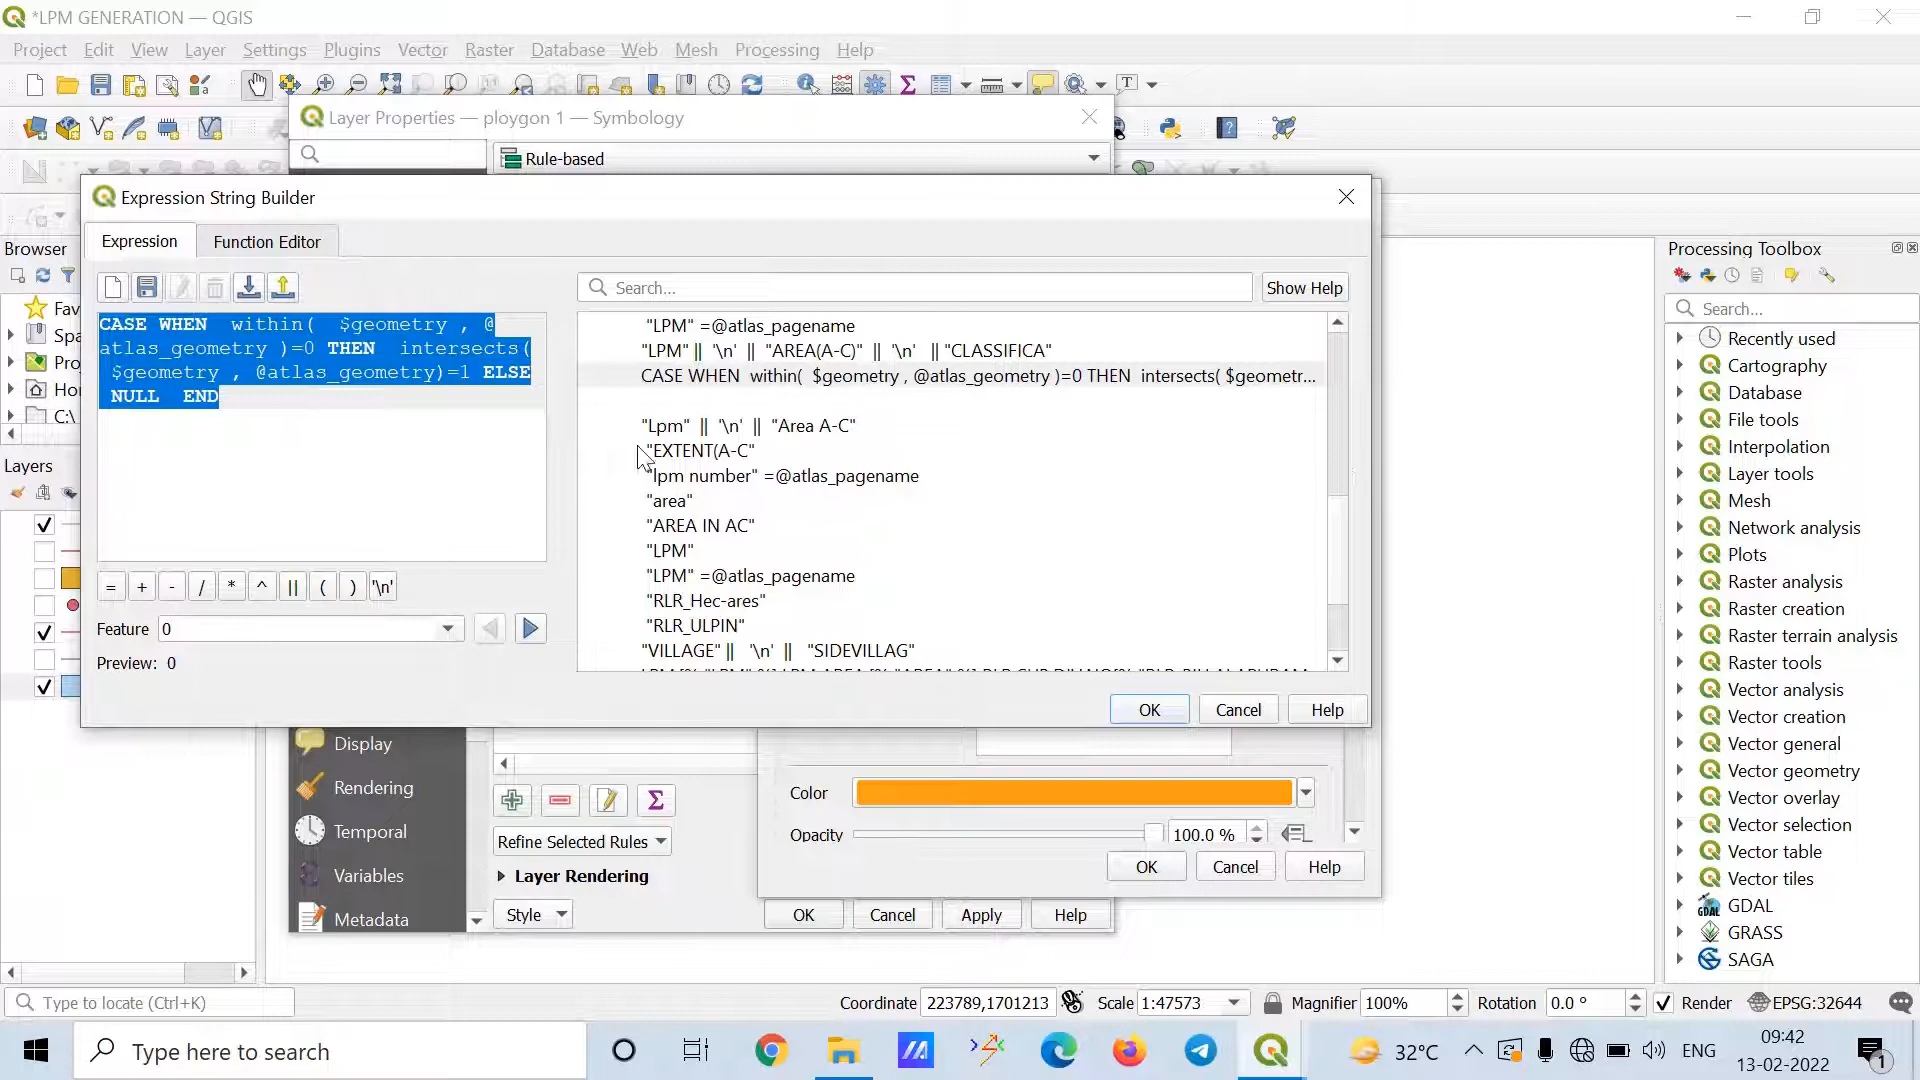 *LPM GENERATION — QGIS
Project Edit View Layer Settings Plugins Vector Raster Database Web Mesh Processing Help
Layer Properties — ploygon 1 — Symbology
Rule-based
Expression String Builder
Expression
Function Editor
Search...
Show Help
CASE WHEN within( $geometry , @
atlas_geometry )=0 THEN intersects(
$geometry , @atlas_geometry)=1 ELSE
NULL END
"LPM" =@atlas_pagename
"LPM" || '\n' || "AREA(A-C)" || '\n' || "CLASSIFICA"
CASE WHEN within( $geometry , @atlas_geometry )=0 THEN intersects( $geometr...
"Lpm" || '\n' || "Area A-C"
"EXTENT(A-C"
"lpm number" =@atlas_pagename
"area"
"AREA IN AC"
"LPM"
"LPM" =@atlas_pagename
"RLR_Hec-ares"
"RLR_ULPIN"
"VILLAGE" || '\n' || "SIDEVILLAG"
= + - / * ^ || ( ) '\n'
Feature 0
Preview: 0
OK
Cancel
Help
Browser
Fav
Spa
Pro
Ho
C:\
Layers
Display
Rendering
Temporal
Variables
Metadata
Refine Selected Rules
Layer Rendering
Style
OK
Cancel
Apply
Help
Color
Opacity
100.0 %
OK
Cancel
Help
Processing Toolbox
Search...
Recently used
Cartography
Database
File tools
Interpolation
Layer tools
Mesh
Network analysis
Plots
Raster analysis
Raster creation
Raster terrain analysis
Raster tools
Vector analysis
Vector creation
Vector general
Vector geometry
Vector overlay
Vector selection
Vector table
Vector tiles
GDAL
GRASS
SAGA
Type to locate (Ctrl+K)
Coordinate 223789,1701213
Scale 1:47573
Magnifier 100%
Rotation 0.0 °
Render
EPSG:32644
Type here to search
32°C
ENG
09:42
13-02-2022
1